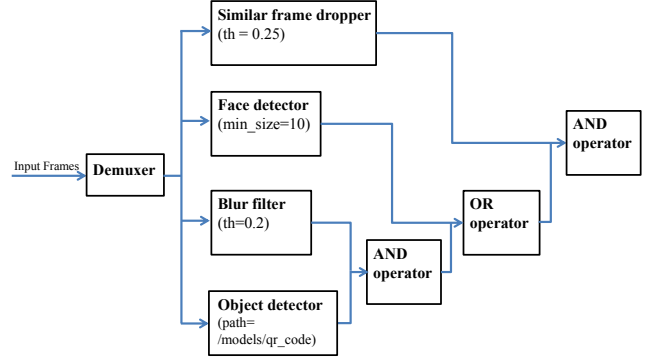 Similar frame dropper
(th = 0.25)
Face detector
(min_size=10)
AND
operator
Input Frames
Demuxer
Blur filter
(th=0.2)
OR
operator
AND
operator
Object detector
(path=
/models/qr_code)